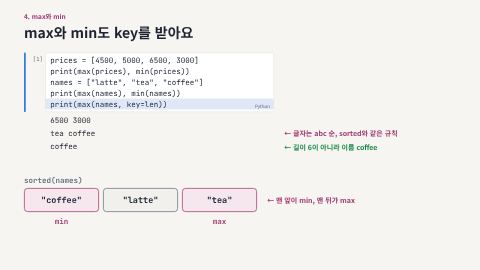 4. max와 min
max와 min도 key를 받아요
[1]
prices = [4500, 5000, 6500, 3000]
print(max(prices), min(prices))
names = ["latte", "tea", "coffee"]
print(max(names), min(names))
print(max(names, key=len))
Python
6500 3000
tea coffee
← 글자는 abc 순, sorted와 같은 규칙
coffee
← 길이 6이 아니라 이름 coffee
sorted(names)
"coffee" "latte" "tea"
← 맨 앞이 min, 맨 뒤가 max
min max